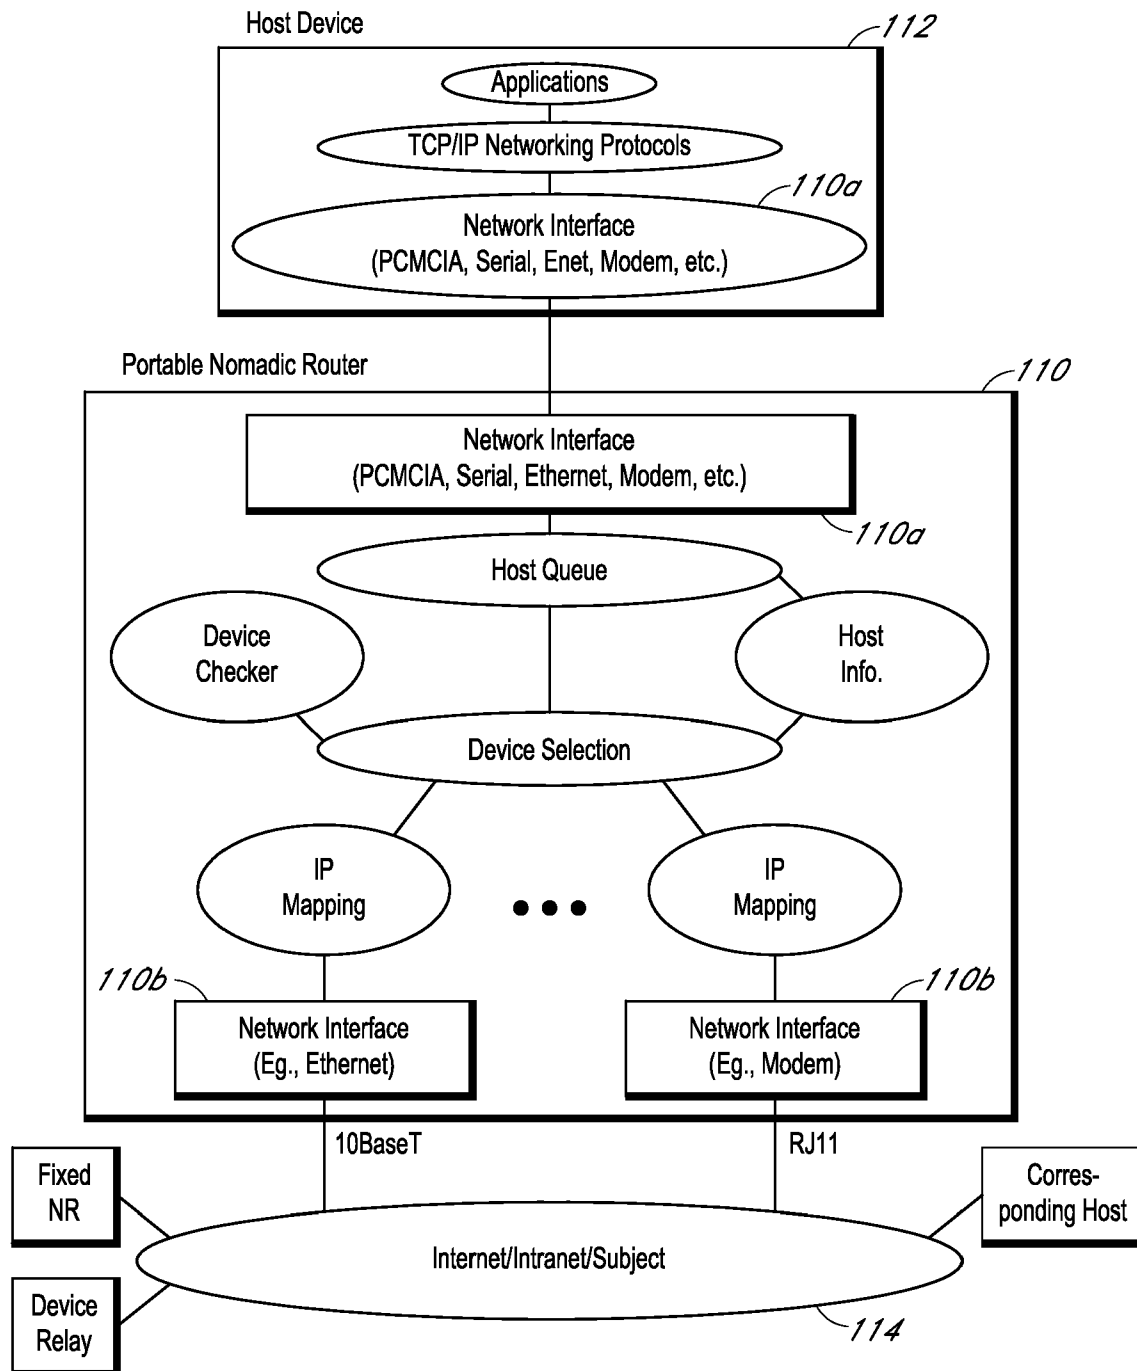 Host Device
112
Applications
TCP/IP Networking Protocols
110a
Network Interface
(PCMCIA, Serial, Enet, Modem, etc.)
Portable Nomadic Router
110
Network Interface
(PCMCIA, Serial, Ethernet, Modem, etc.)
110a
Host Queue
Device
Checker
Host
Info.
Device Selection
IP
Mapping
IP
Mapping
110b
110b
Network Interface
(Eg., Ethernet)
Network Interface
(Eg., Modem)
10BaseT
RJ11
Fixed
NR
Corres-
ponding Host
Internet/Intranet/Subject
Device
Relay
114